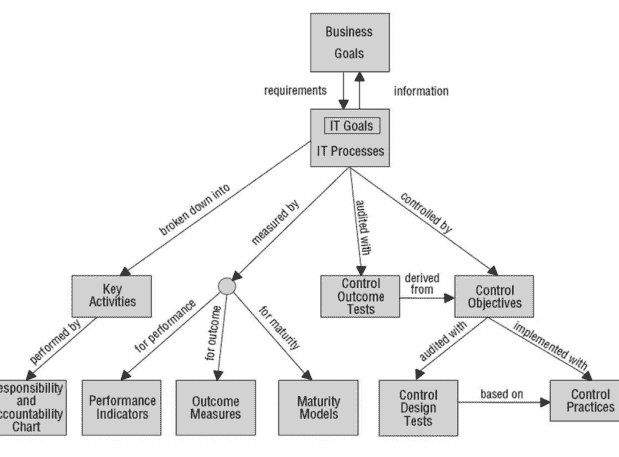 Business
Goals
requirements
information
IT Goals
IT Processes
broken down into
measured by
audited with
controlled by
Key
Activities
Control
Outcome
Tests
derived
from
Control
Objectives
performed by
for performance
for outcome
for maturity
audited with
implemented with
and
Chart
Performance
Indicators
Outcome
Measures
Maturity
Models
Control
Design
Tests
based on
Control
Practices